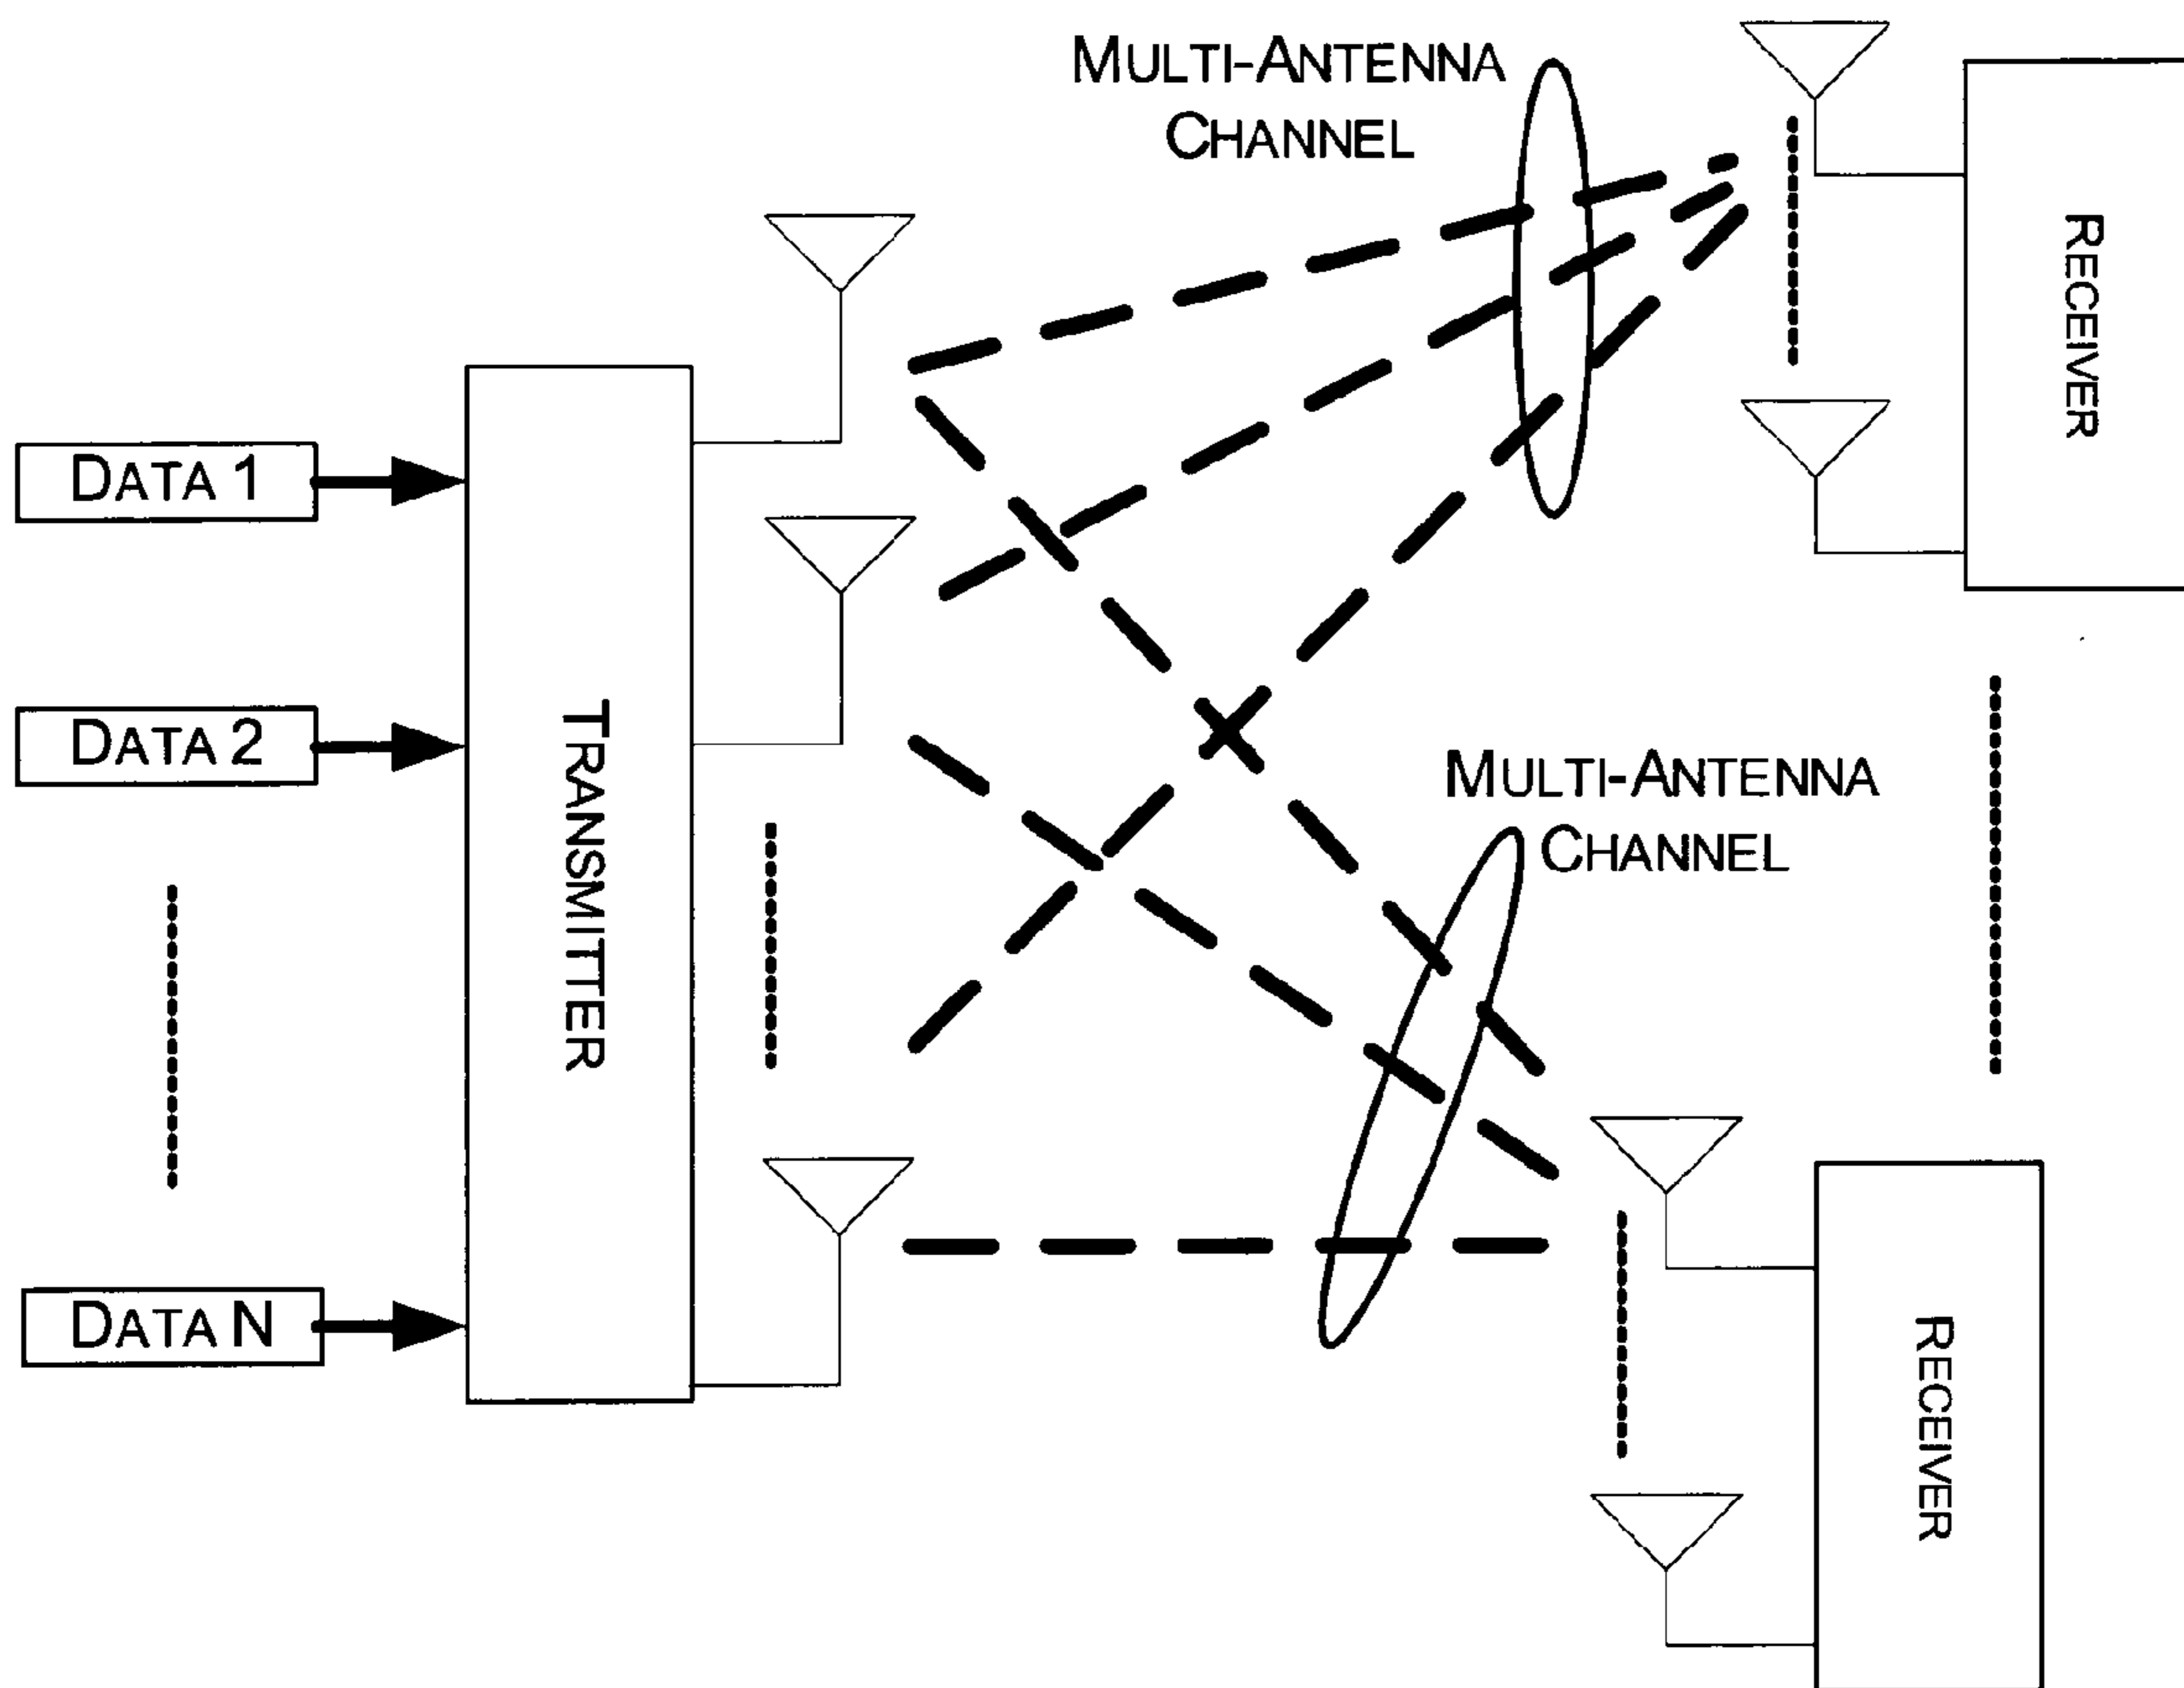 MULTI-ANTENNA
CHANNEL
RECEIVER
DATA 1
DATA 2
TRANSMITTER
MULTI-ANTENNA
CHANNEL
DATA N
RECEIVER